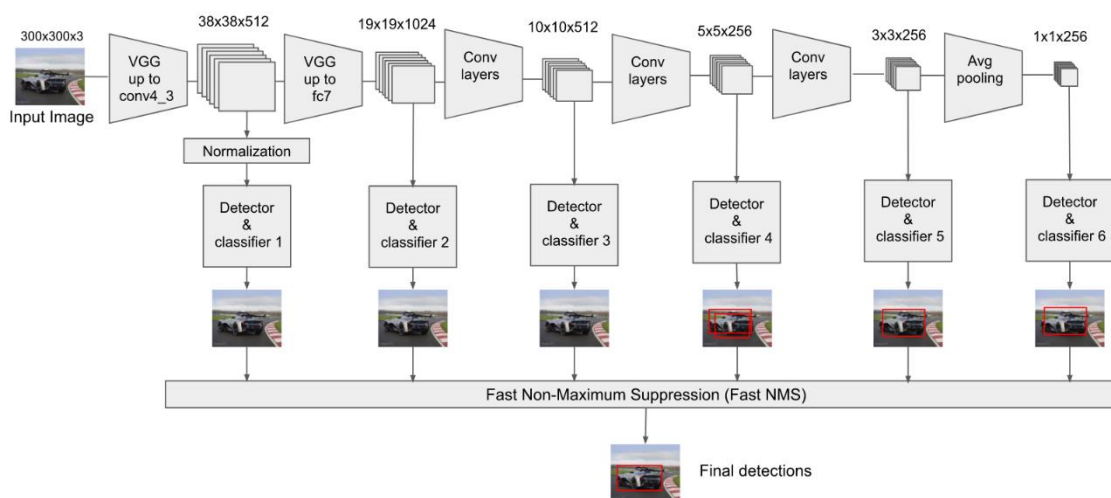 300x300x3
Input Image
VGG
up to
conv4_3
38x38x512
Normalization
VGG
up to
fc7
19x19x1024
Conv
layers
10x10x512
Conv
layers
5x5x256
Conv
layers
3x3x256
Avg
pooling
1x1x256
Detector
&
classifier 1
Detector
&
classifier 2
Detector
&
classifier 3
Detector
&
classifier 4
Detector
&
classifier 5
Detector
&
classifier 6
Fast Non-Maximum Suppression (Fast NMS)
Final detections